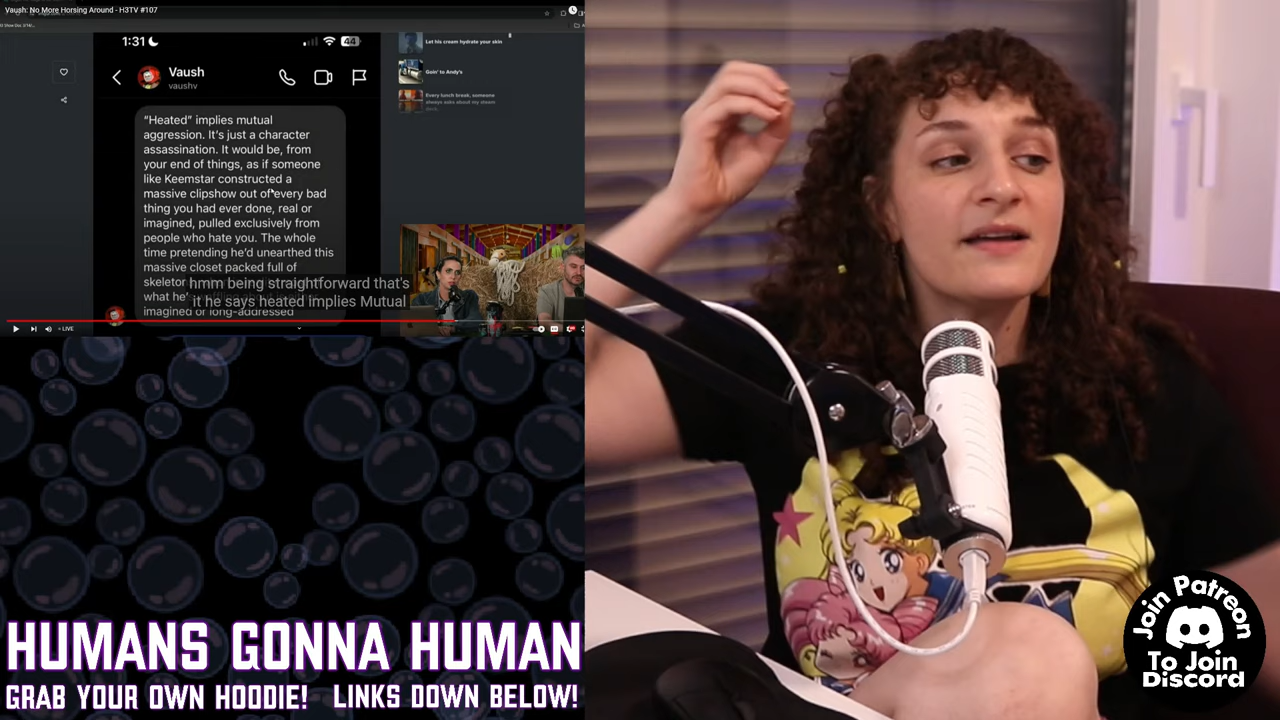 Vaush: No More Horsing Around - H3TV #107
1:31
44
Vaush
vaushv
Let his cream hydrate your skin
Goin' to Andy's
Every lunch break, someone
always asks about my dream
“Heated” implies mutual
aggression. It’s just a character
assassination. It would be, from
your end of things, as if someone
like Keemstar constructed a
massive clipshow out of every bad
thing you had ever done, real or
imagined, pulled exclusively from
people who hate you. The whole
time pretending he’d unearthed this
massive closet packed full of
skeleto
what he’
imagined or long-addressed
hmm being straightforward that's
it he says heated implies Mutual
LIVE
HUMANS GONNA HUMAN
GRAB YOUR OWN HOODIE! LINKS DOWN BELOW!
Join Patreon
To Join
Discord